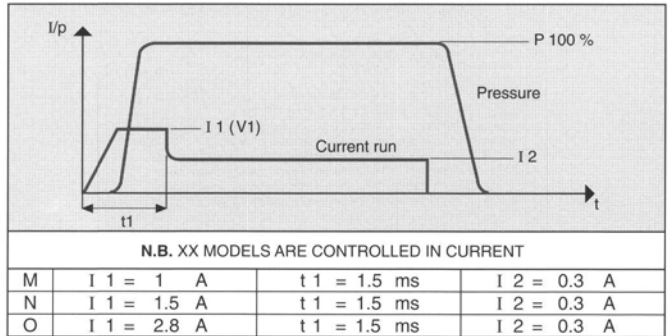 I/p
P 100 %
Pressure
I 1 (V1)
Current run
I 2
t
t1
N.B. XX MODELS ARE CONTROLLED IN CURRENT
M I 1 = 1 A t 1 = 1.5 ms I 2 = 0.3 A
N I 1 = 1.5 A t 1 = 1.5 ms I 2 = 0.3 A
O I 1 = 2.8 A t 1 = 1.5 ms I 2 = 0.3 A